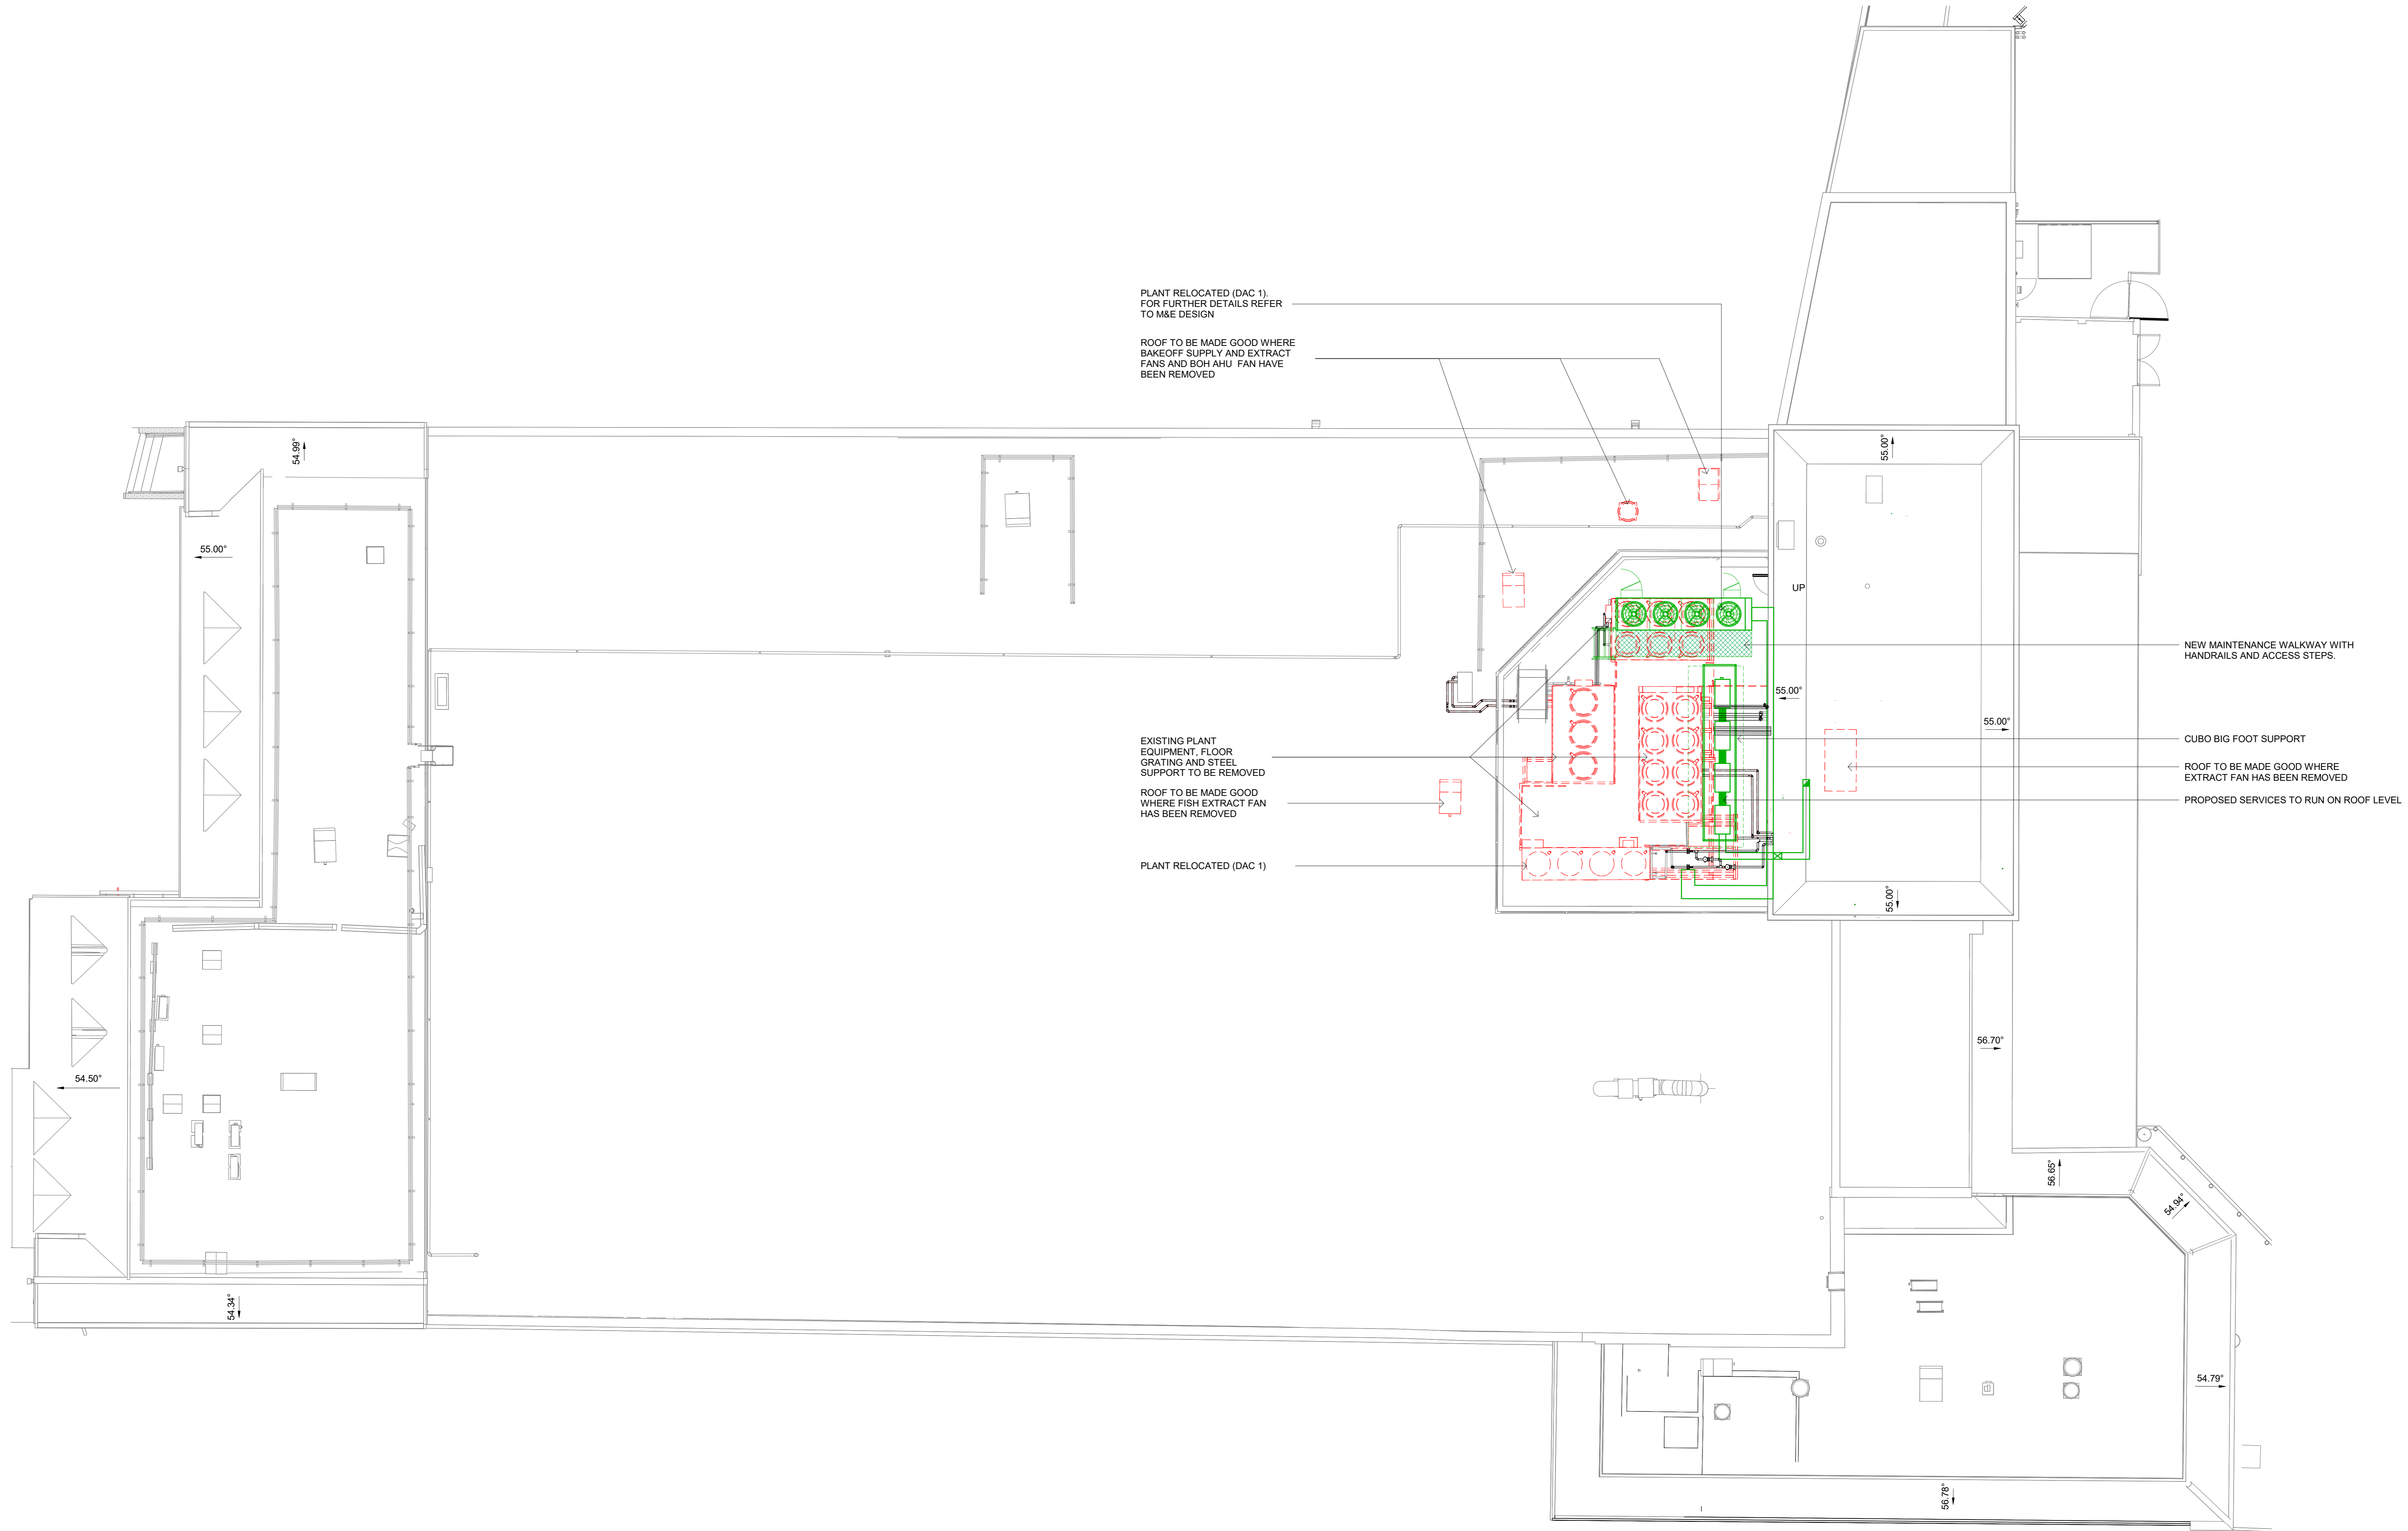 PLANT RELOCATED (DAC 1).
FOR FURTHER DETAILS REFER
TO M&E DESIGN
ROOF TO BE MADE GOOD WHERE
BAKEOFF SUPPLY AND EXTRACT
FANS AND BOH AHU FAN HAVE
BEEN REMOVED
54.99°
55.00°
55.00°
UP
NEW MAINTENANCE WALKWAY WITH
HANDRAILS AND ACCESS STEPS.
55.00°
55.00°
EXISTING PLANT
EQUIPMENT, FLOOR
GRATING AND STEEL
SUPPORT TO BE REMOVED
CUBO BIG FOOT SUPPORT
ROOF TO BE MADE GOOD WHERE
EXTRACT FAN HAS BEEN REMOVED
ROOF TO BE MADE GOOD
WHERE FISH EXTRACT FAN
HAS BEEN REMOVED
PROPOSED SERVICES TO RUN ON ROOF LEVEL
PLANT RELOCATED (DAC 1)
55.00°
56.70°
54.50°
56.65°
54.94°
54.34°
54.79°
56.78°